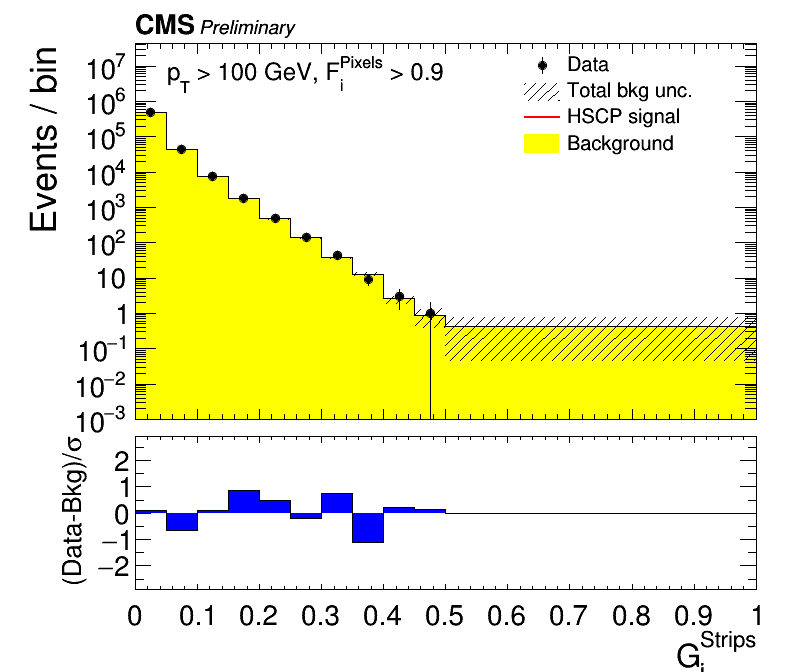 CMS Preliminary
p_T > 100 GeV, F_i^Pixels > 0.9
Data
Total bkg unc.
HSCP signal
Background
Events / bin
10^7
10^6
10^5
10^4
10^3
10^2
10
1
10^−1
10^−2
10^−3
(Data-Bkg)/σ
2
1
0
−1
−2
0 0.1 0.2 0.3 0.4 0.5 0.6 0.7 0.8 0.9 1
G_i^Strips